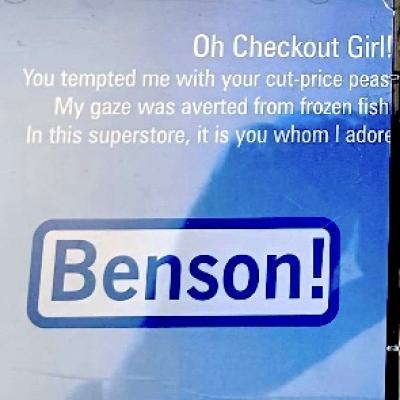 Oh Checkout Girl!
You tempted me with your cut-price peas
My gaze was averted from frozen fish
In this superstore, it is you whom I adore
Benson!